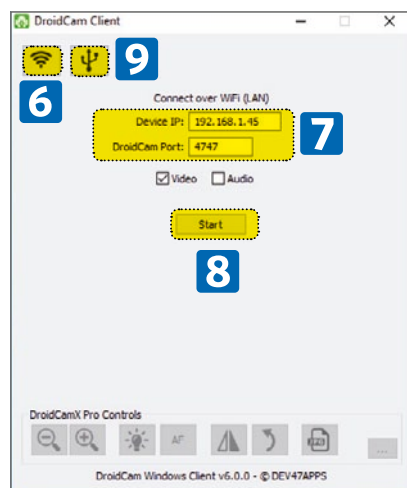 DroidCam Client
9
6
Connect over WiFi (LAN)
Device IP: 192.168.1.45
7
DroidCam Port: 4747
Video Audio
Start
8
DroidCamX Pro Controls
AF
...
DroidCam Windows Client v6.0.0 - © DEV47APPS